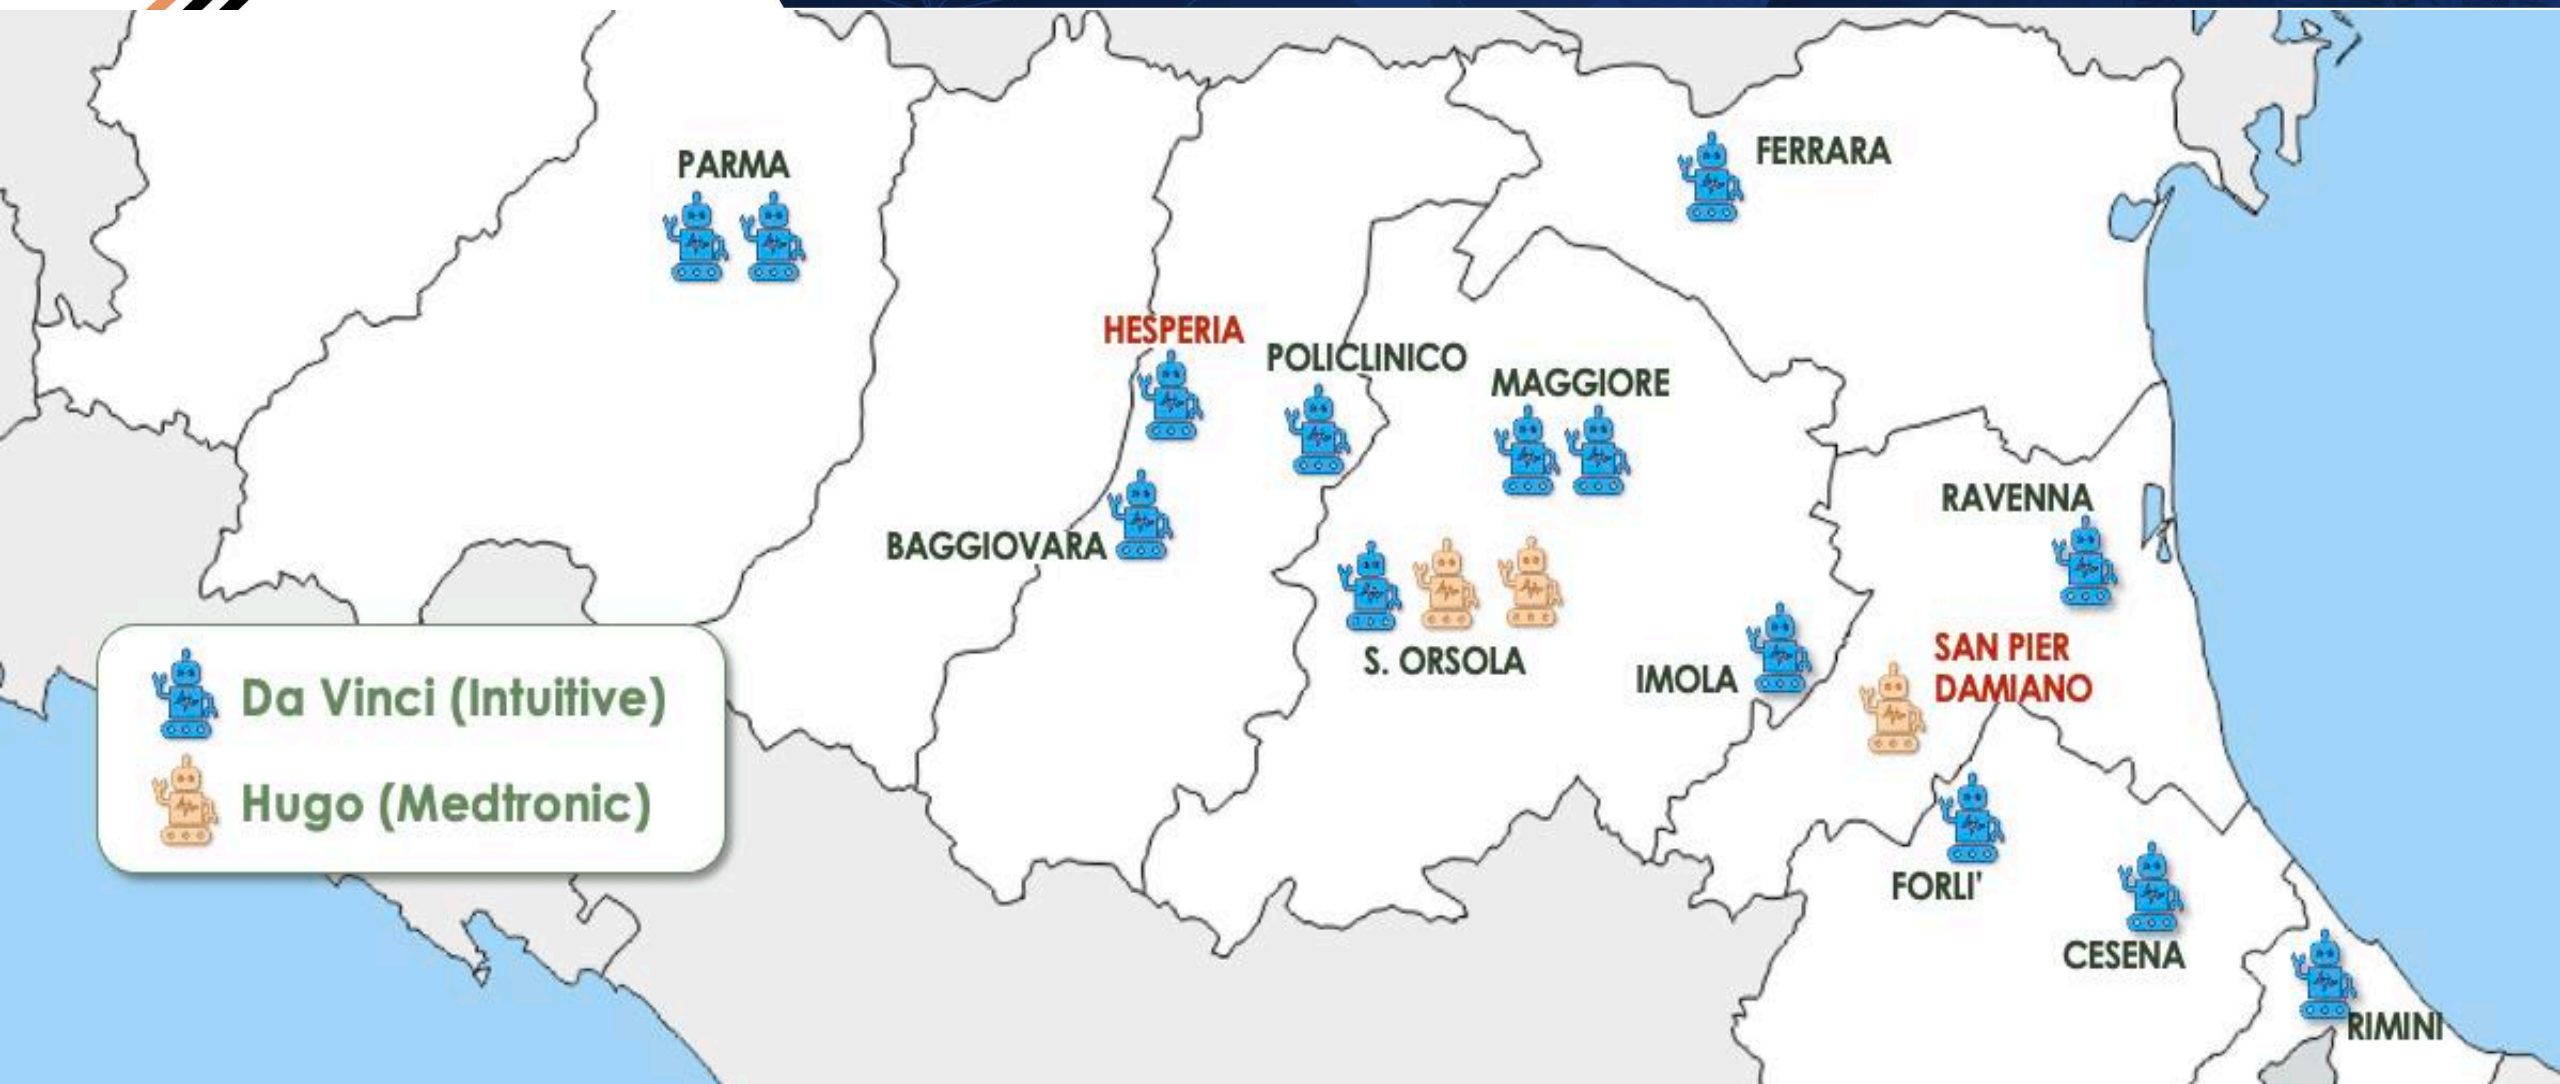 PARMA
FERRARA
HESPERIA
POLICLINICO
MAGGIORE
BAGGIOVARA
RAVENNA
S. ORSOLA
IMOLA
SAN PIER
DAMIANO
FORLI'
CESENA
RIMINI
Da Vinci (Intuitive)
Hugo (Medtronic)